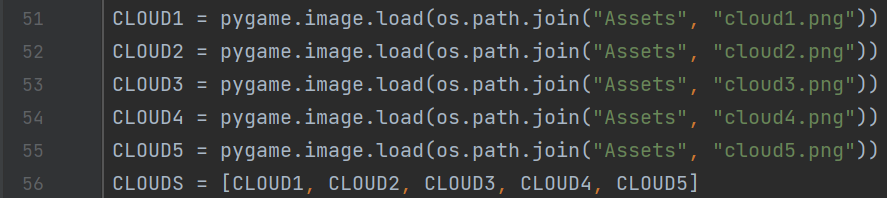 51 CLOUD1 = pygame.image.load(os.path.join("Assets", "cloud1.png"))
52 CLOUD2 = pygame.image.load(os.path.join("Assets", "cloud2.png"))
53 CLOUD3 = pygame.image.load(os.path.join("Assets", "cloud3.png"))
54 CLOUD4 = pygame.image.load(os.path.join("Assets", "cloud4.png"))
55 CLOUD5 = pygame.image.load(os.path.join("Assets", "cloud5.png"))
56 CLOUDS = [CLOUD1, CLOUD2, CLOUD3, CLOUD4, CLOUD5]